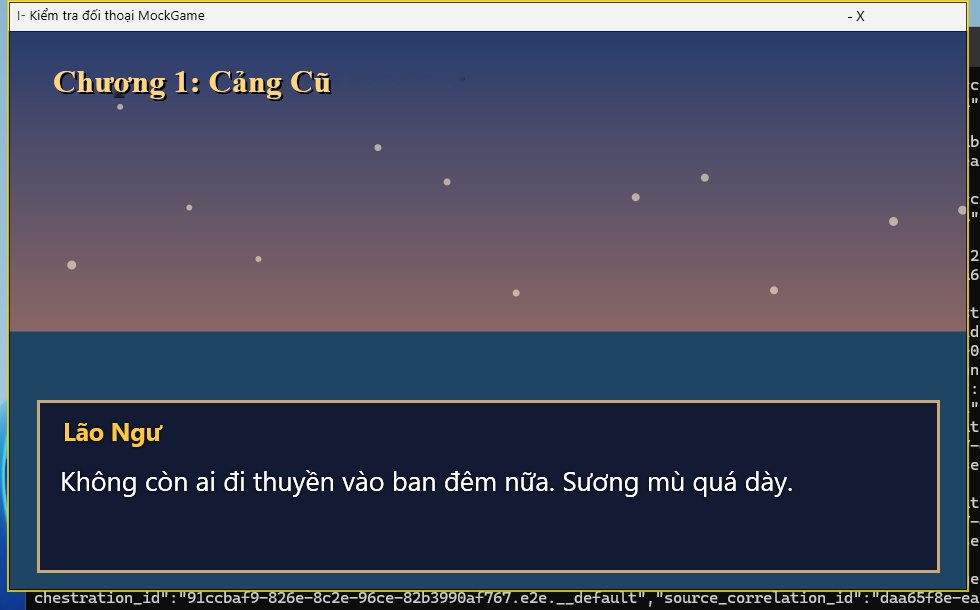 I- Kiểm tra đối thoại MockGame
- X
Chương 1: Cảng Cũ
Lão Ngư
Không còn ai đi thuyền vào ban đêm nữa. Sương mù quá dày.
chestration_id":"91ccbaf9-826e-8c2e-96ce-82b3990af767.e2e.__default","source_correlation_id":"daa65f8e-e